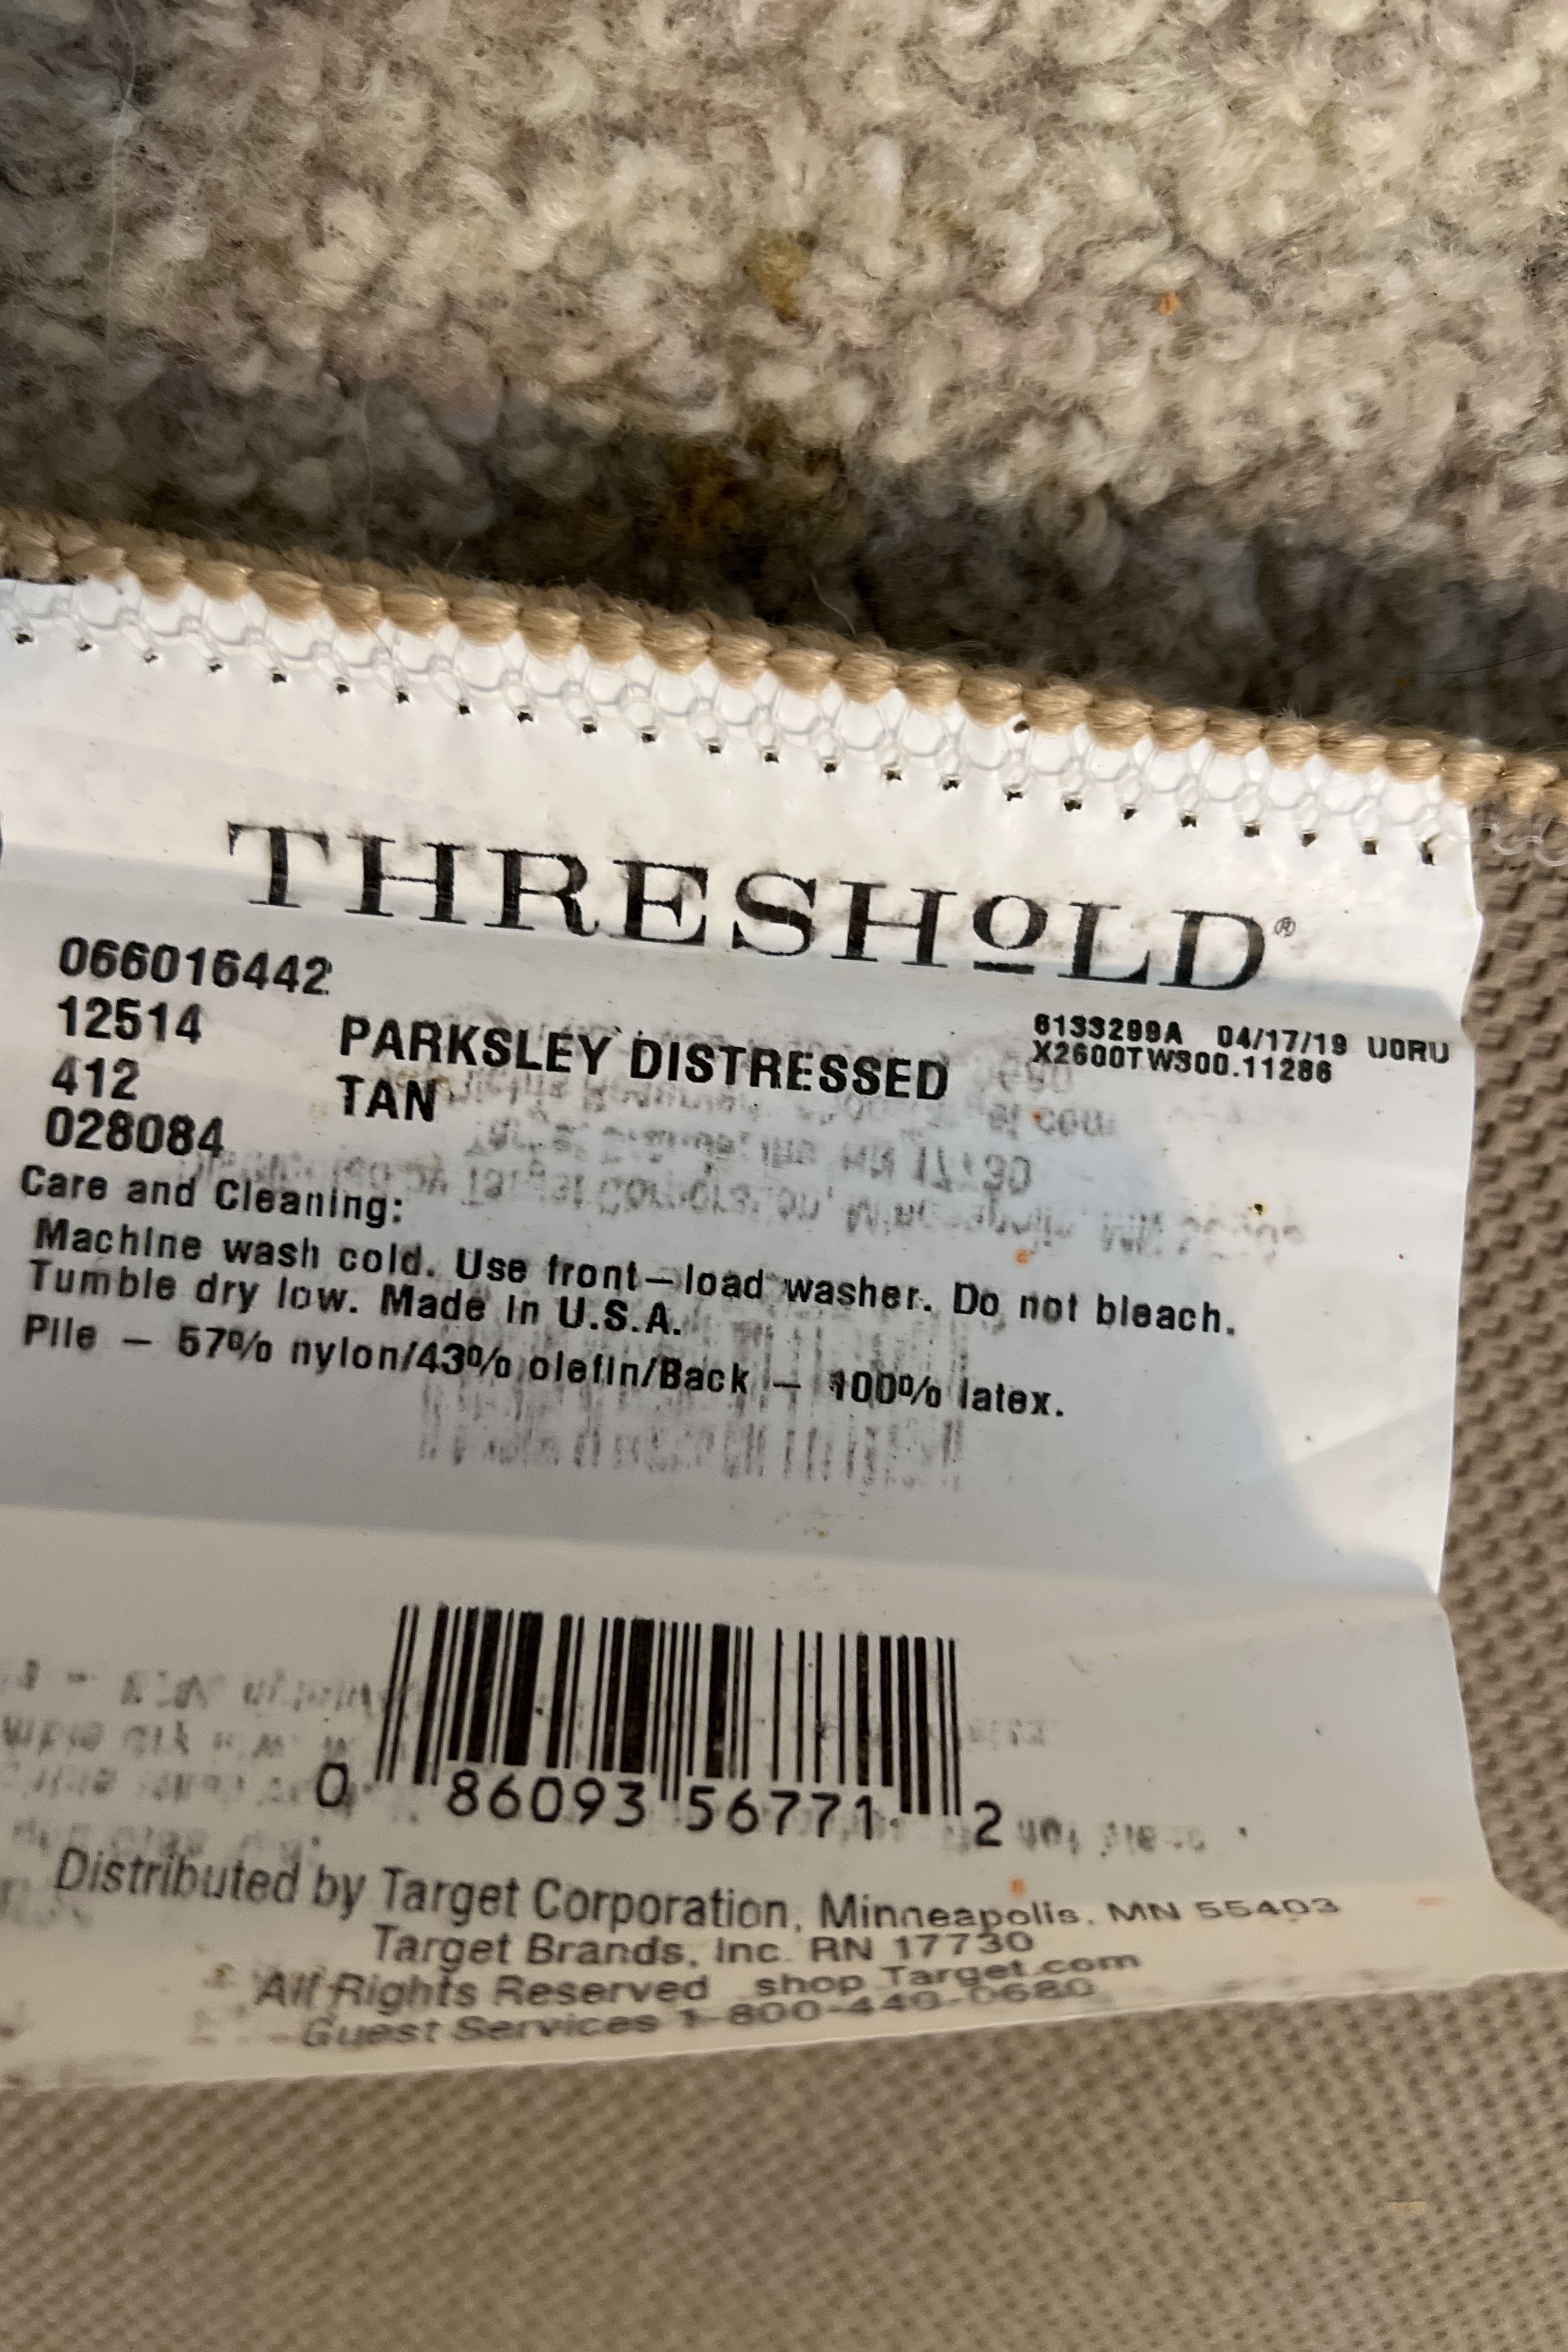 THRESHOLD®
066016442
12514 PARKSLEY DISTRESSED
412 TAN
028084
6133299A 04/17/19 U0RU
X2600TW300.11286
Care and Cleaning:
Machine wash cold. Use front-load washer. Do not bleach.
Tumble dry low. Made in U.S.A.
Pile - 57% nylon/43% olefin/Back - 100% latex.
0 86093 56771 2
Distributed by Target Corporation, Minneapolis, MN 55403
Target Brands, Inc. RN 17730
All Rights Reserved shop Target.com
Guest Services 1-800-440-0680